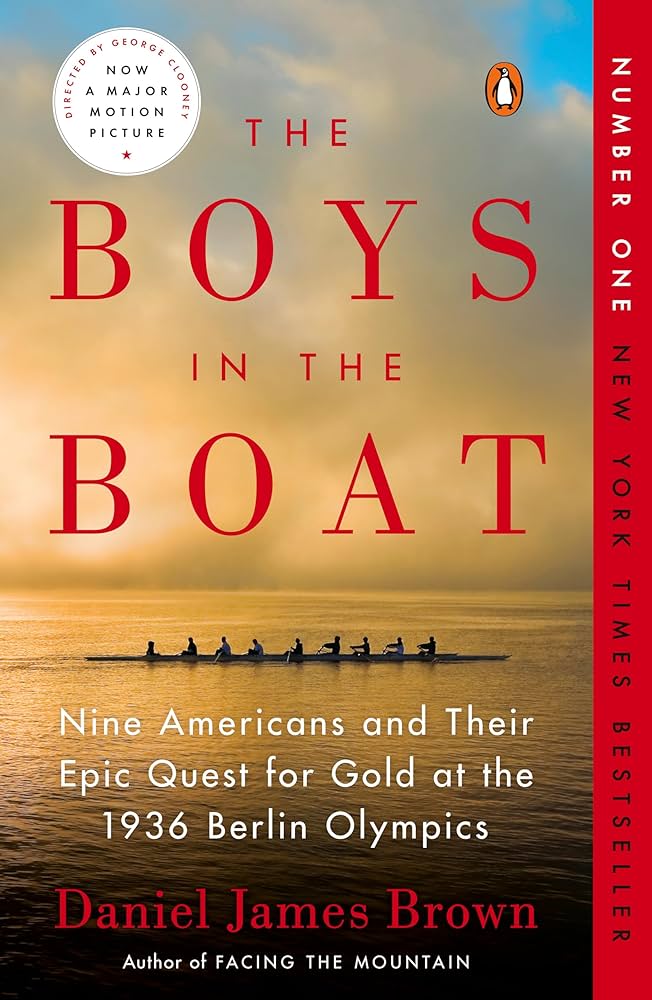 DIRECTED BY GEORGE CLOONEY
NOW
A MAJOR
MOTION
PICTURE
THE
BOYS
IN THE
BOAT
Nine Americans and Their
Epic Quest for Gold at the
1936 Berlin Olympics
Daniel James Brown
Author of FACING THE MOUNTAIN
NUMBER ONE NEW YORK TIMES BESTSELLER